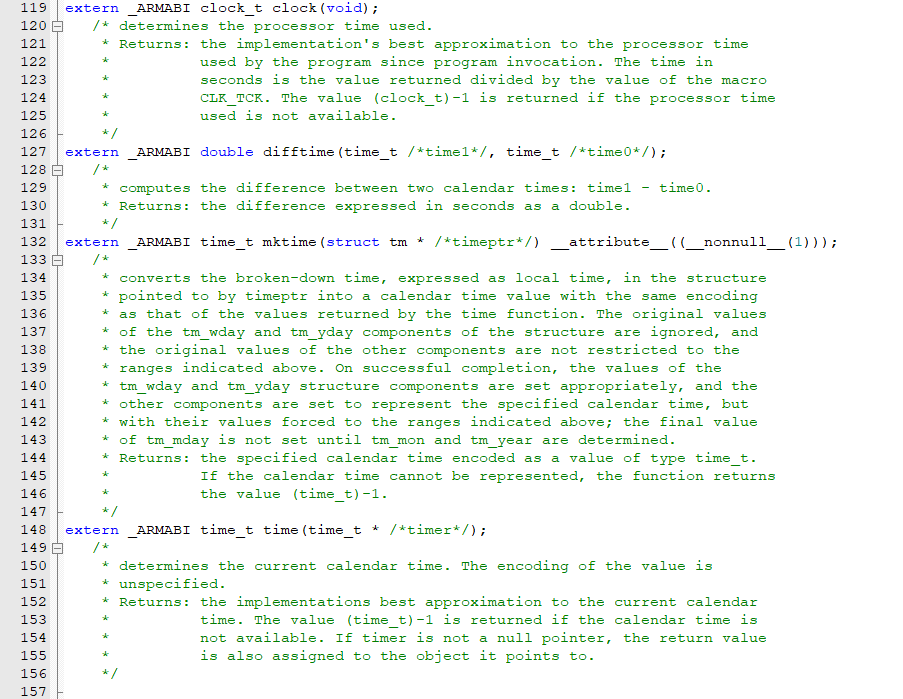 119 extern _ARMABI clock_t clock(void);
120    /* determines the processor time used.
121     * Returns: the implementation's best approximation to the processor time
122     *          used by the program since program invocation. The time in
123     *          seconds is the value returned divided by the value of the macro
124     *          CLK_TCK. The value (clock_t)-1 is returned if the processor time
125     *          used is not available.
126     */
127 extern _ARMABI double difftime(time_t /*time1*/, time_t /*time0*/);
128    /*
129     * computes the difference between two calendar times: time1 - time0.
130     * Returns: the difference expressed in seconds as a double.
131     */
132 extern _ARMABI time_t mktime(struct tm * /*timeptr*/) __attribute__((__nonnull__(1)));
133    /*
134     * converts the broken-down time, expressed as local time, in the structure
135     * pointed to by timeptr into a calendar time value with the same encoding
136     * as that of the values returned by the time function. The original values
137     * of the tm_wday and tm_yday components of the structure are ignored, and
138     * the original values of the other components are not restricted to the
139     * ranges indicated above. On successful completion, the values of the
140     * tm_wday and tm_yday structure components are set appropriately, and the
141     * other components are set to represent the specified calendar time, but
142     * with their values forced to the ranges indicated above; the final value
143     * of tm_mday is not set until tm_mon and tm_year are determined.
144     * Returns: the specified calendar time encoded as a value of type time_t.
145     *          If the calendar time cannot be represented, the function returns
146     *          the value (time_t)-1.
147     */
148 extern _ARMABI time_t time(time_t * /*timer*/);
149    /*
150     * determines the current calendar time. The encoding of the value is
151     * unspecified.
152     * Returns: the implementations best approximation to the current calendar
153     *          time. The value (time_t)-1 is returned if the calendar time is
154     *          not available. If timer is not a null pointer, the return value
155     *          is also assigned to the object it points to.
156     */
157